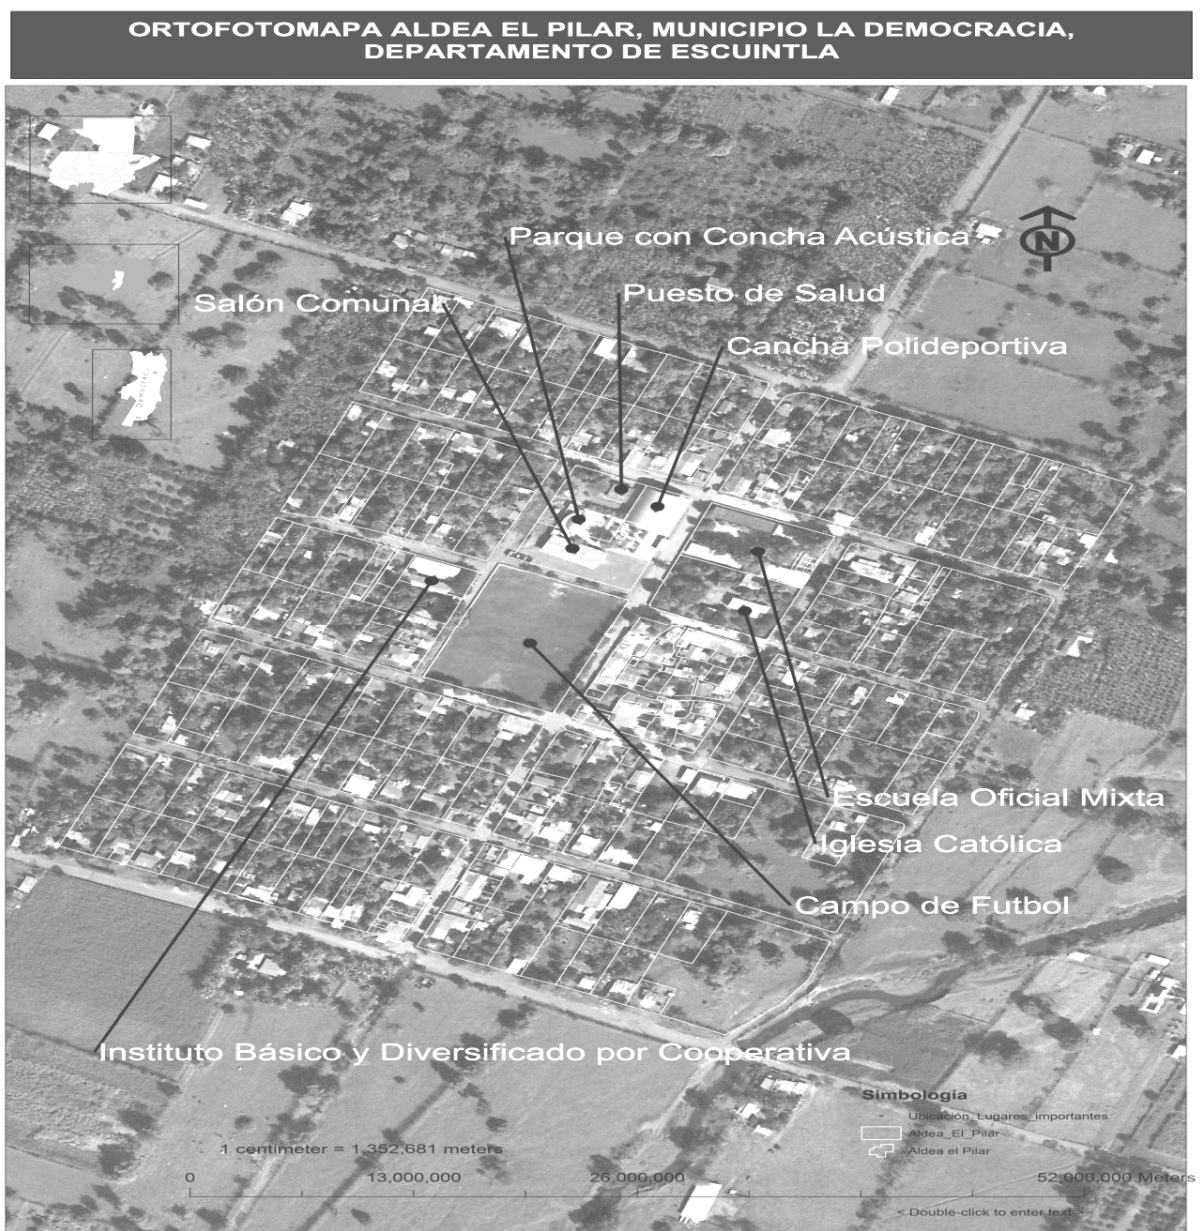 ORTOFOTOMAPA ALDEA EL PILAR, MUNICIPIO LA DEMOCRACIA,
DEPARTAMENTO DE ESCUINTLA
N
Parque con Concha Acústica
Puesto de Salud
Salón Comunal
Cancha Polideportiva
Escuela Oficial Mixta
Iglesia Católica
Campo de Futbol
Instituto Básico y Diversificado por Cooperativa
Simbología
Ubicación_Lugares_importantes
Aldea_El_Pilar
Aldea el Pilar
1 centimeter = 1,352,681 meters
0 13,000,000 26,000,000 52,000,000 Meters
< Double-click to enter text >